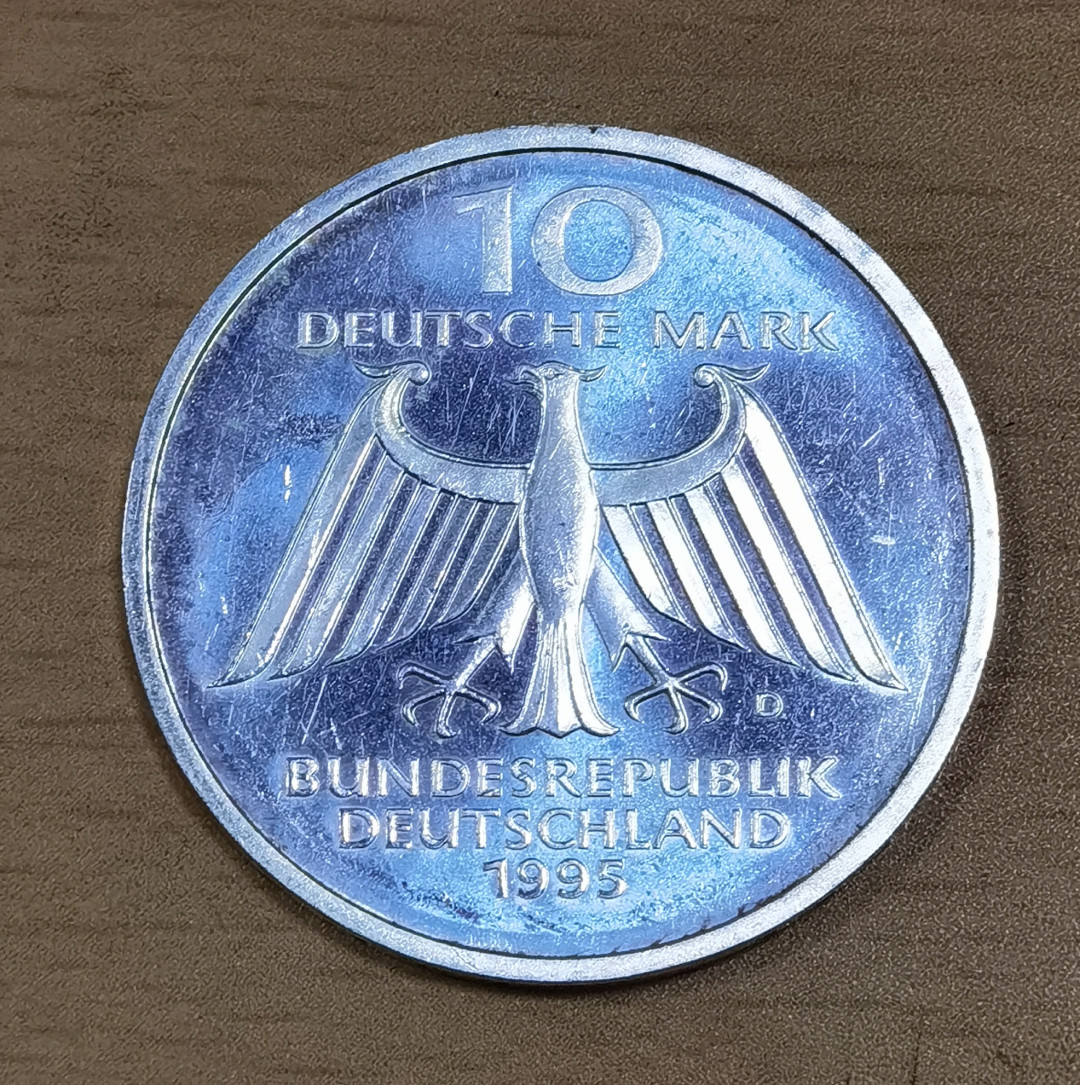 10
DEUTSCHE MARK
D
BUNDESREPUBLIK
DEUTSCHLAND
1995